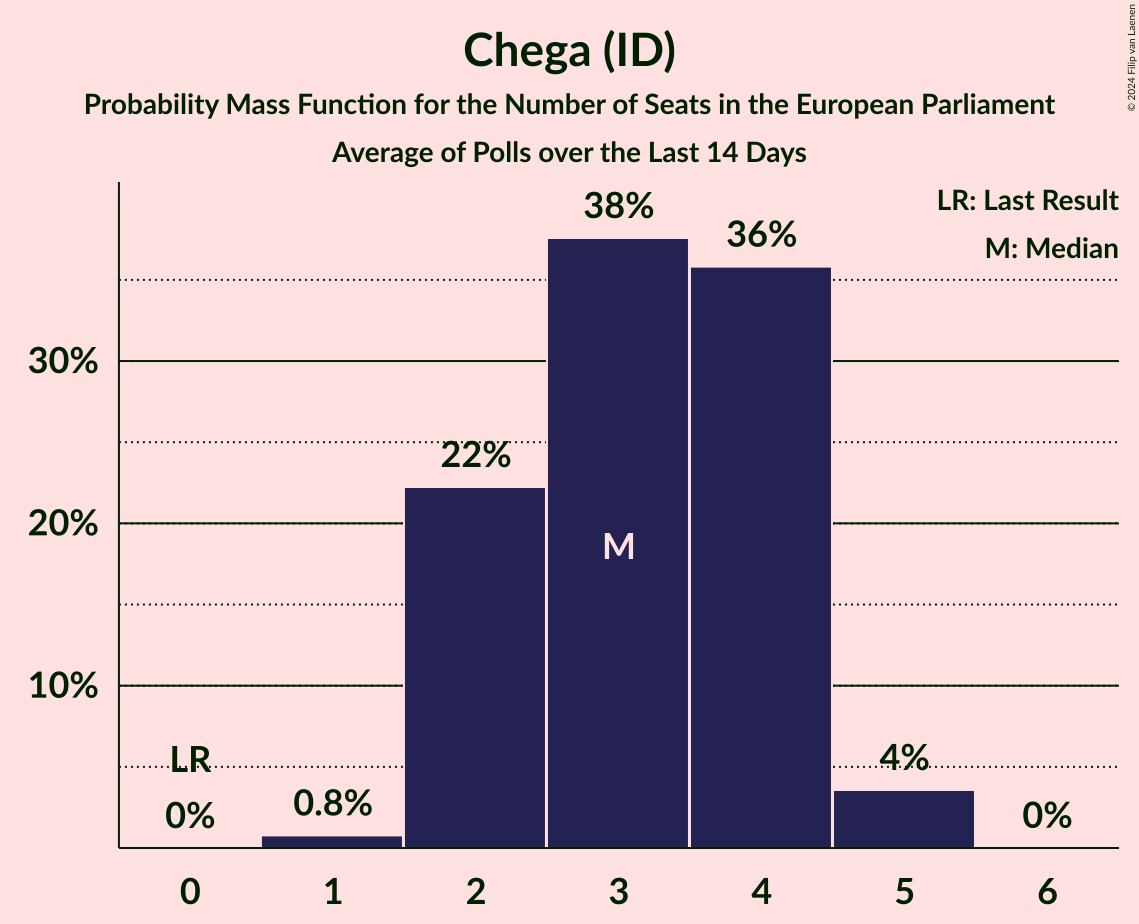 Chega (ID)
Probability Mass Function for the Number of Seats in the European Parliament
Average of Polls over the Last 14 Days
© 2024 Filip van Laenen
LR: Last Result
M: Median
38%
36%
30%
22%
20%
M
10%
LR
4%
0%
0.8%
0%
0 1 2 3 4 5 6